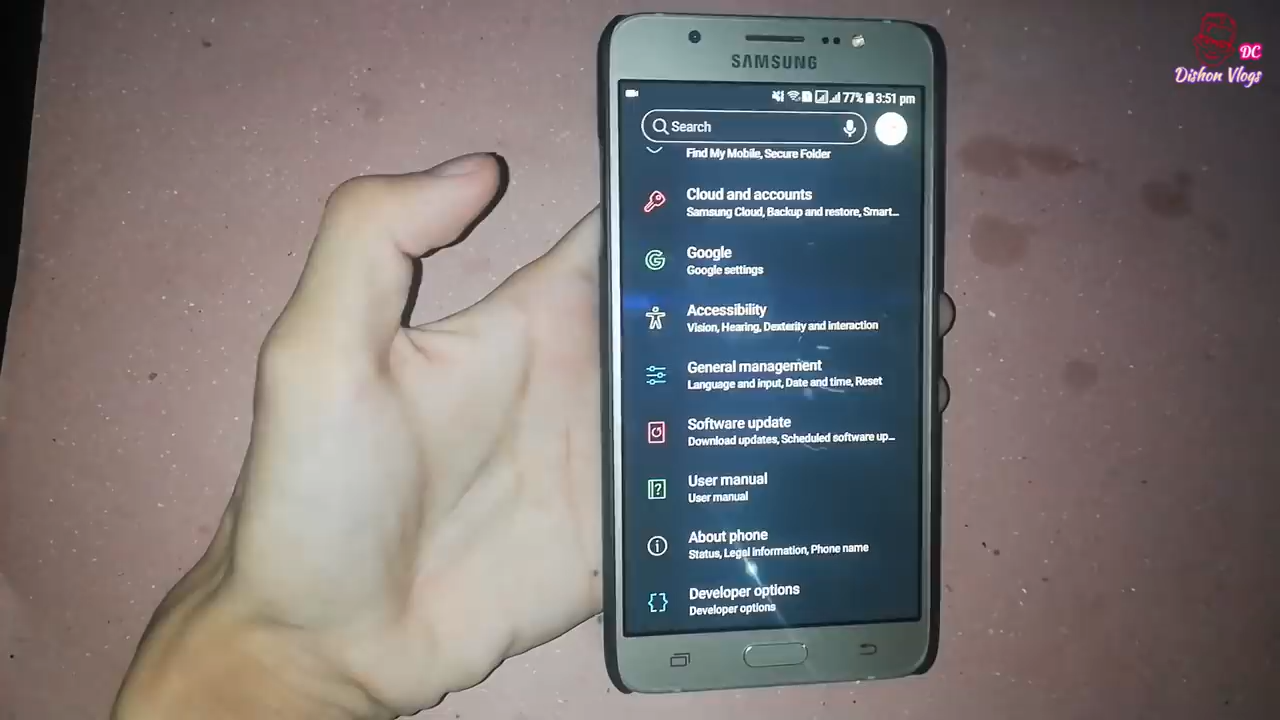 DC
Dishon Vlogs
SAMSUNG
77% 3:51 pm
Search
Find My Mobile, Secure Folder
Cloud and accounts
Samsung Cloud, Backup and restore, Smart...
Google
Google settings
Accessibility
Vision, Hearing, Dexterity and interaction
General management
Language and input, Date and time, Reset
Software update
Download updates, Scheduled software up...
User manual
User manual
About phone
Status, Legal information, Phone name
Developer options
Developer options